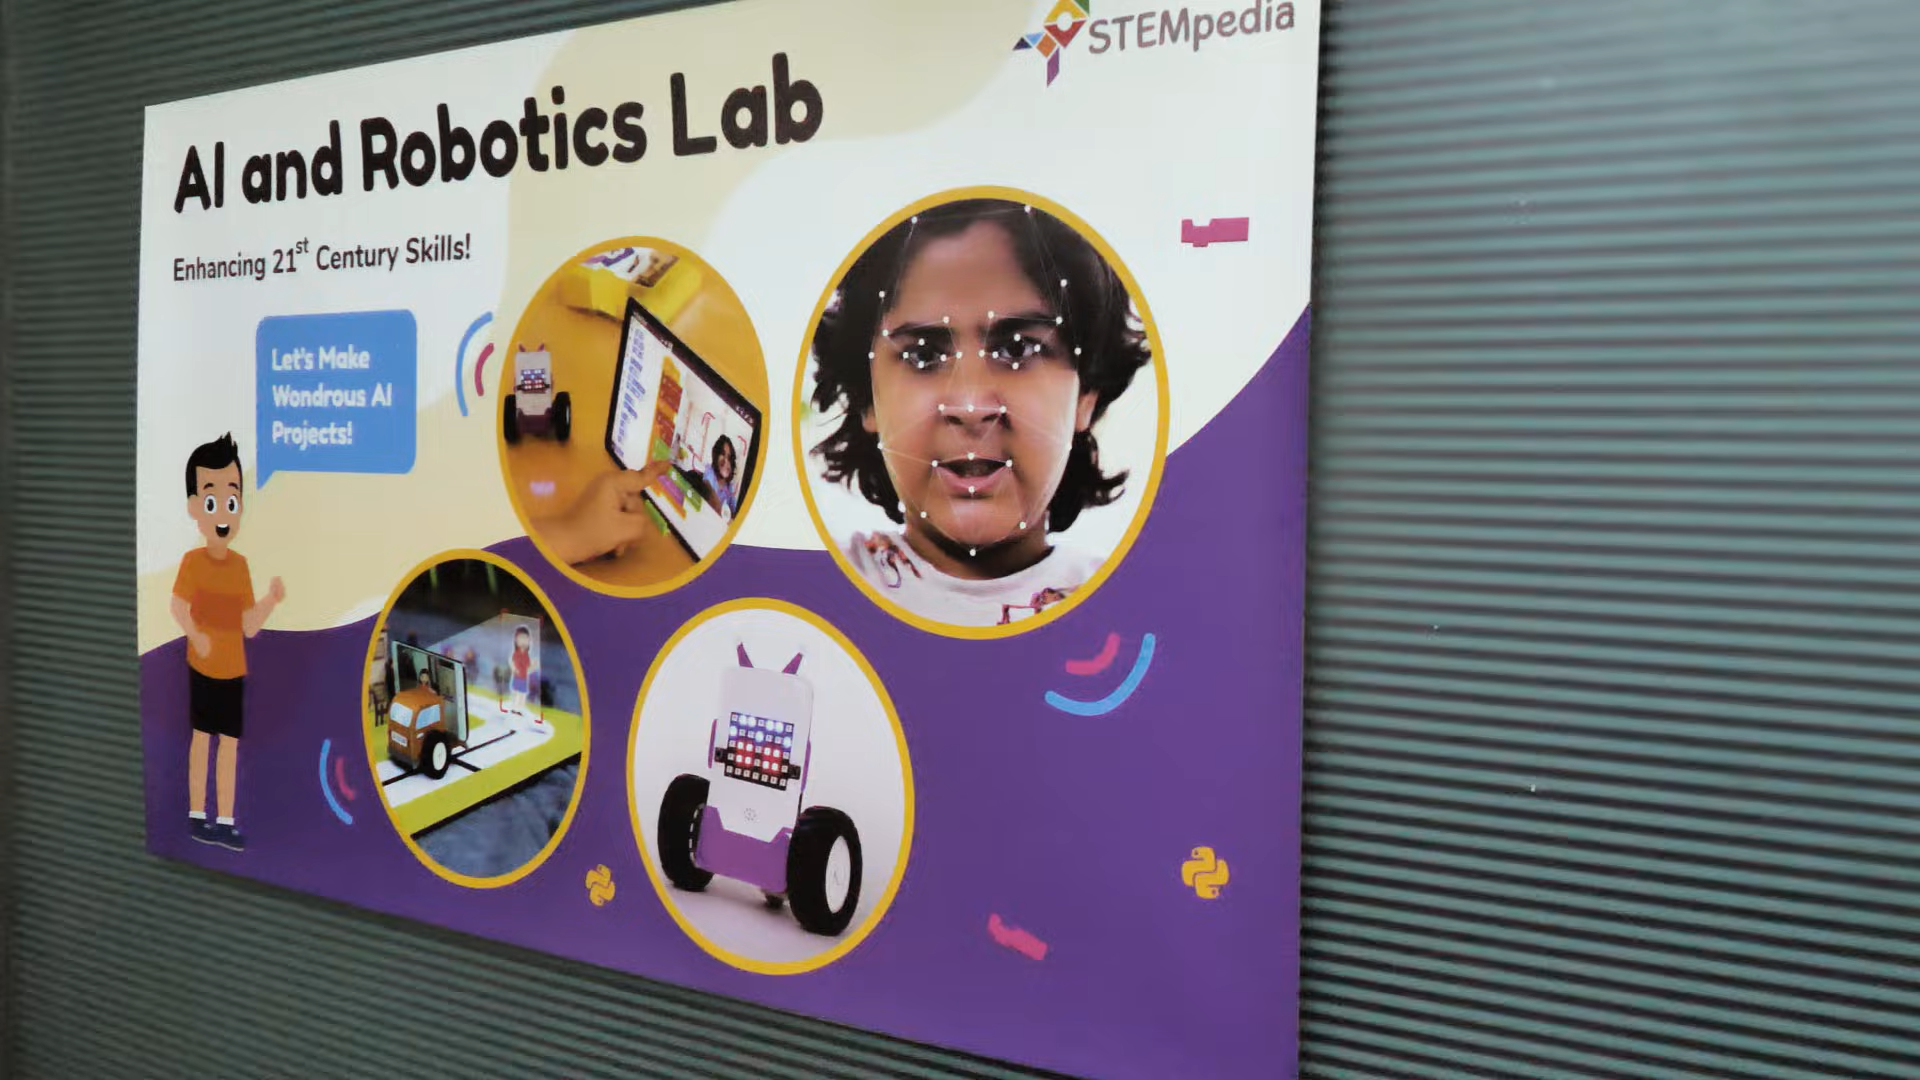 STEMpedia
AI and Robotics Lab
Enhancing 21st Century Skills!
Let's Make
Wondrous AI
Projects!